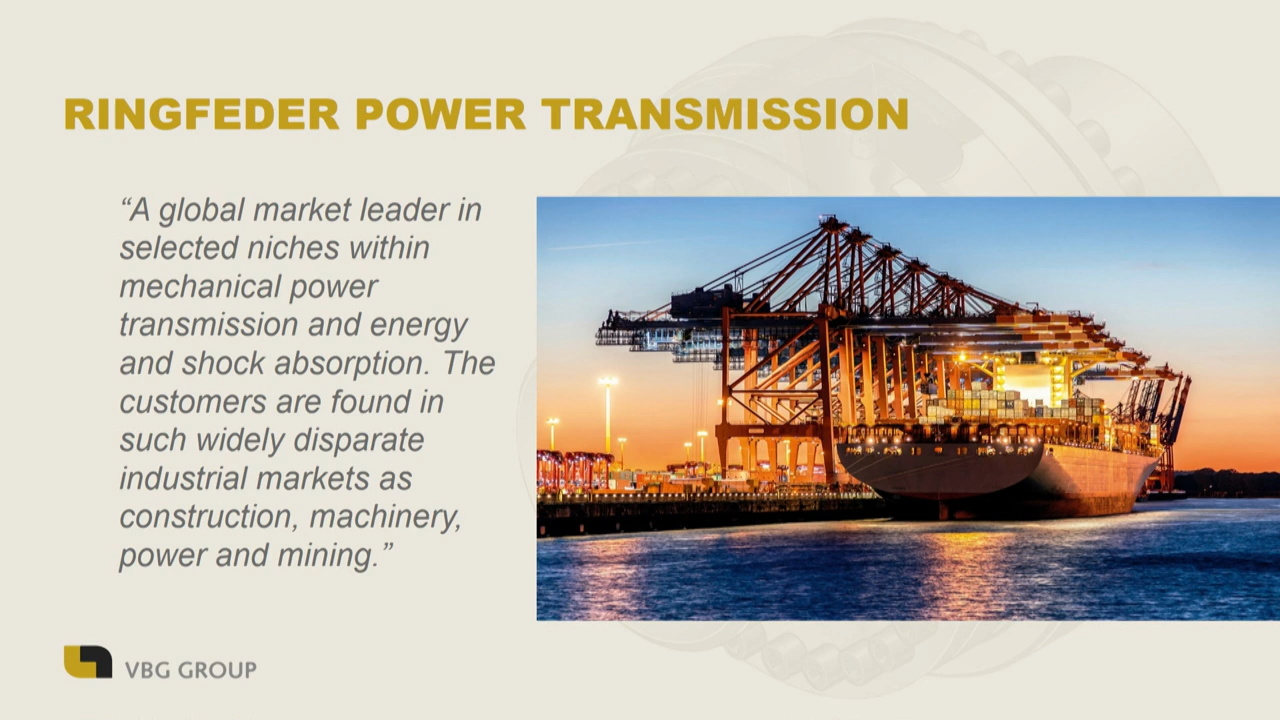 RINGFEDER POWER TRANSMISSION
“A global market leader in
selected niches within
mechanical power
transmission and energy
and shock absorption. The
customers are found in
such widely disparate
industrial markets as
construction, machinery,
power and mining.”
VBG GROUP